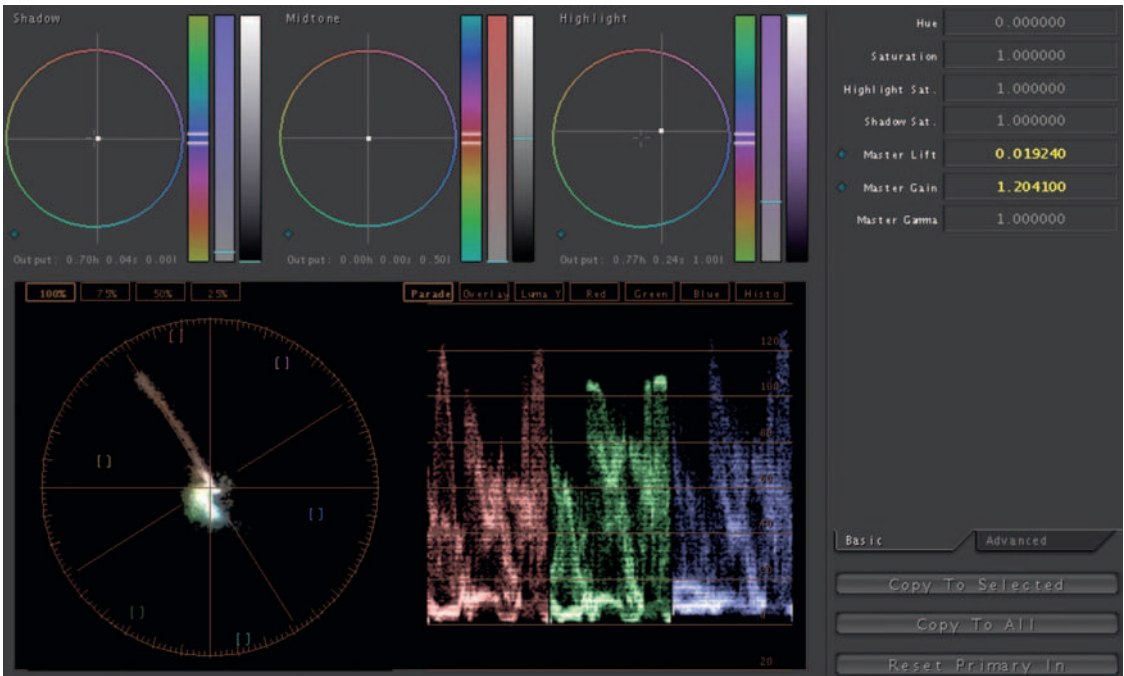 Shadow
Midtone
Highlight
Output: 0.70h 0.04s 0.00l
Output: 0.00h 0.00s 0.50l
Output: 0.77h 0.24s 1.00l
Hue 0.000000
Saturation 1.000000
Highlight Sat. 1.000000
Shadow Sat. 1.000000
Master Lift 0.019240
Master Gain 1.204100
Master Gamma 1.000000
100% 75% 50% 25%
Parade Overlay Luma Y Red Green Blue Histo
120
100
80
60
40
20
Basic Advanced
Copy To Selected
Copy To All
Reset Primary In